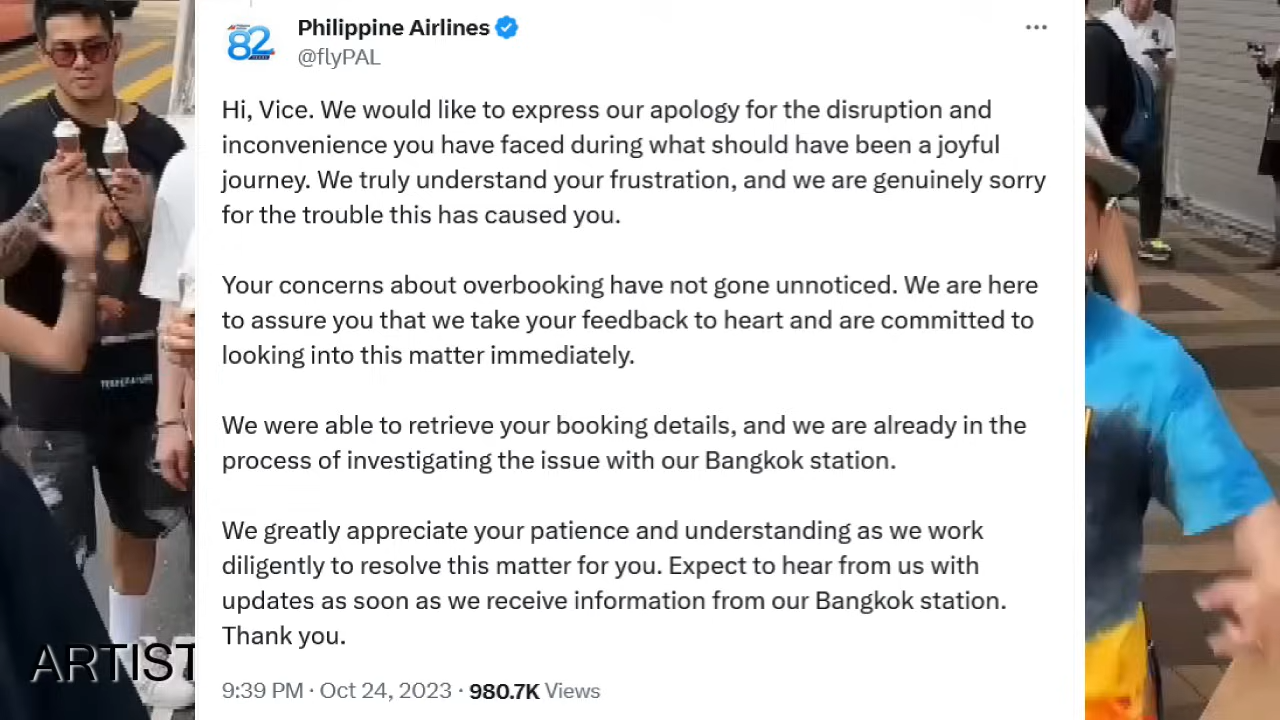 82
Philippine Airlines
@flyPAL
Hi, Vice. We would like to express our apology for the disruption and
inconvenience you have faced during what should have been a joyful
journey. We truly understand your frustration, and we are genuinely sorry
for the trouble this has caused you.
Your concerns about overbooking have not gone unnoticed. We are here
to assure you that we take your feedback to heart and are committed to
looking into this matter immediately.
We were able to retrieve your booking details, and we are already in the
process of investigating the issue with our Bangkok station.
We greatly appreciate your patience and understanding as we work
diligently to resolve this matter for you. Expect to hear from us with
updates as soon as we receive information from our Bangkok station.
Thank you.
9:39 PM · Oct 24, 2023 · 980.7K Views
ARTIST